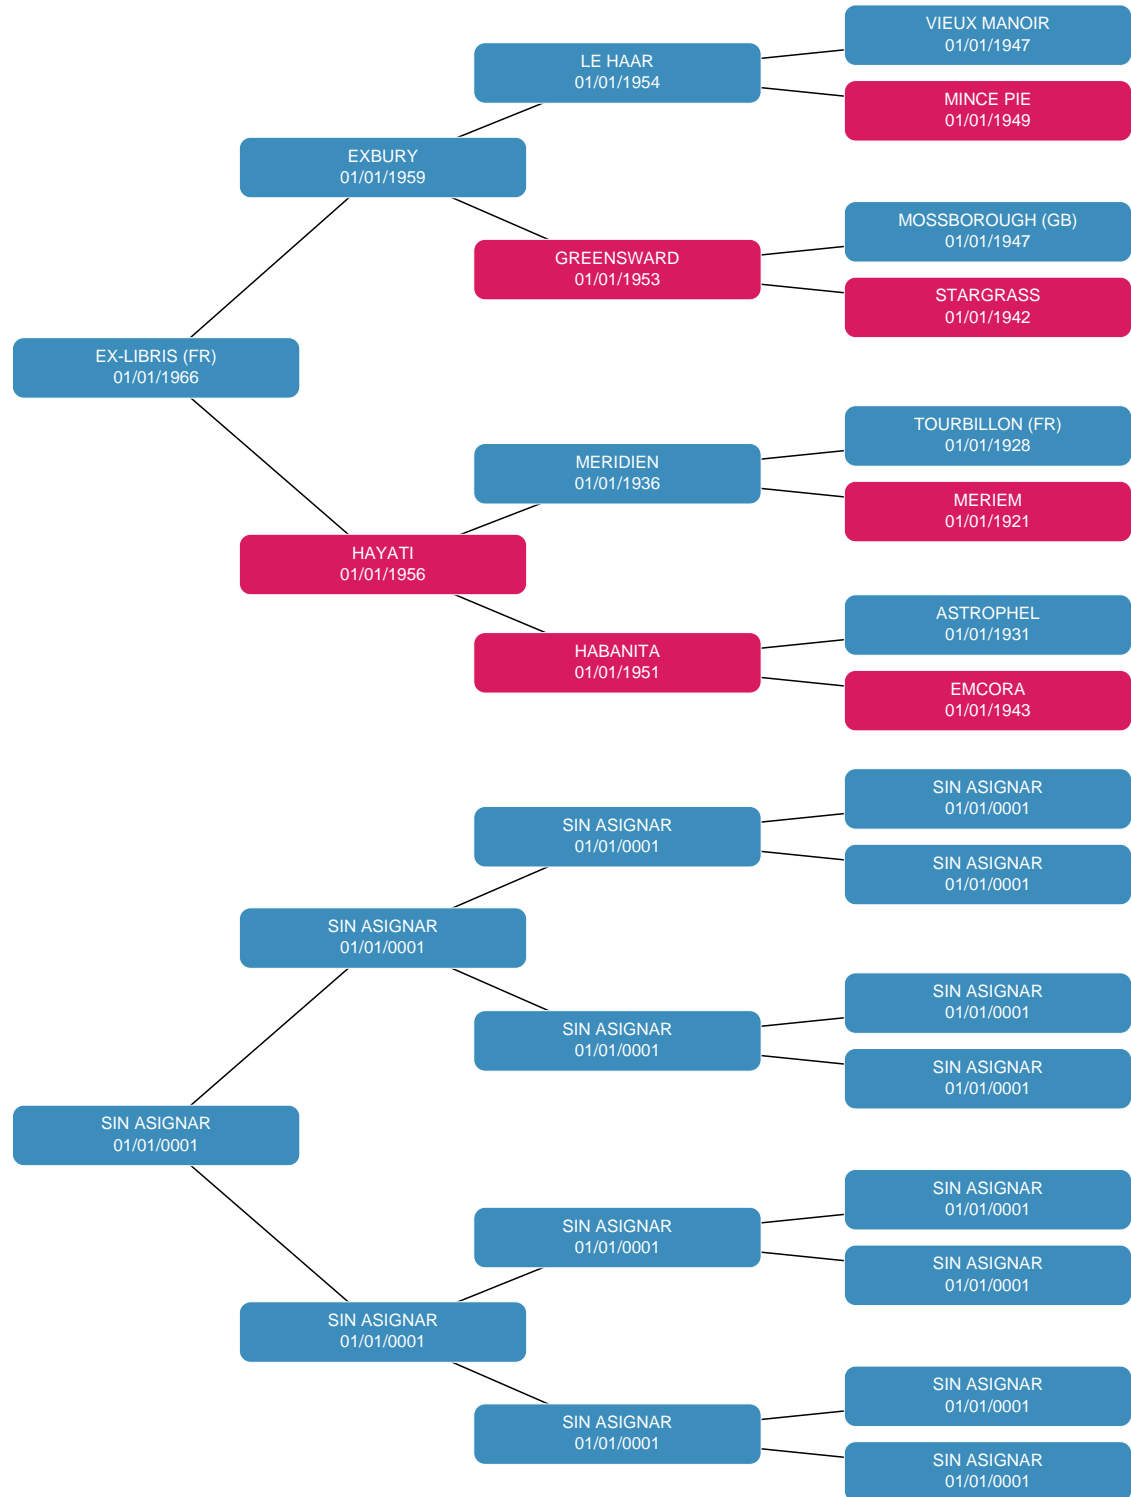 VIEUX MANOIR
01/01/1947
LE HAAR
01/01/1954
MINCE PIE
01/01/1949
EXBURY
01/01/1959
MOSSBOROUGH (GB)
01/01/1947
GREENSWARD
01/01/1953
STARGRASS
01/01/1942
EX-LIBRIS (FR)
01/01/1966
TOURBILLON (FR)
01/01/1928
MERIDIEN
01/01/1936
MERIEM
01/01/1921
HAYATI
01/01/1956
ASTROPHEL
01/01/1931
HABANITA
01/01/1951
EMCORA
01/01/1943
SIN ASIGNAR
01/01/0001
SIN ASIGNAR
01/01/0001
SIN ASIGNAR
01/01/0001
SIN ASIGNAR
01/01/0001
SIN ASIGNAR
01/01/0001
SIN ASIGNAR
01/01/0001
SIN ASIGNAR
01/01/0001
SIN ASIGNAR
01/01/0001
SIN ASIGNAR
01/01/0001
SIN ASIGNAR
01/01/0001
SIN ASIGNAR
01/01/0001
SIN ASIGNAR
01/01/0001
SIN ASIGNAR
01/01/0001
SIN ASIGNAR
01/01/0001
SIN ASIGNAR
01/01/0001